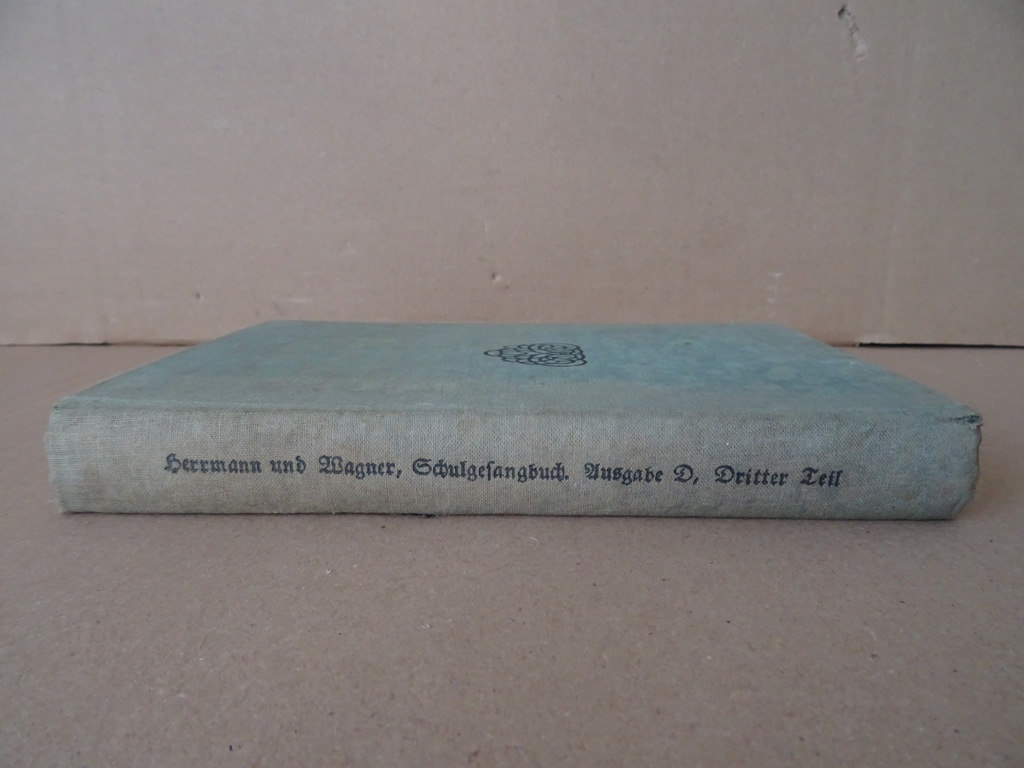 Herrmann und Wagner, Schulgesangbuch. Ausgabe D, Dritter Teil